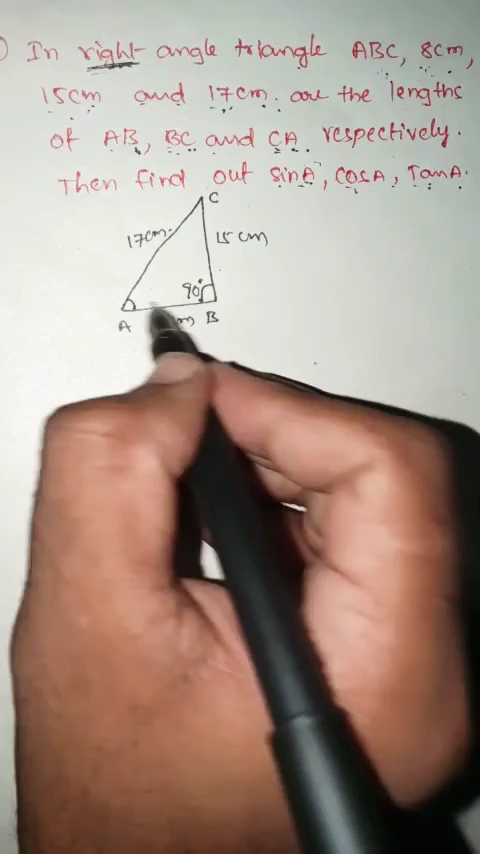 ) In right angle triangle ABC, 8cm,
15cm and 17cm. are the lengths
of AB, BC and CA respectively.
Then find out sinA, COSA, TanA.
C
17cm. 15 cm
90°
A m B